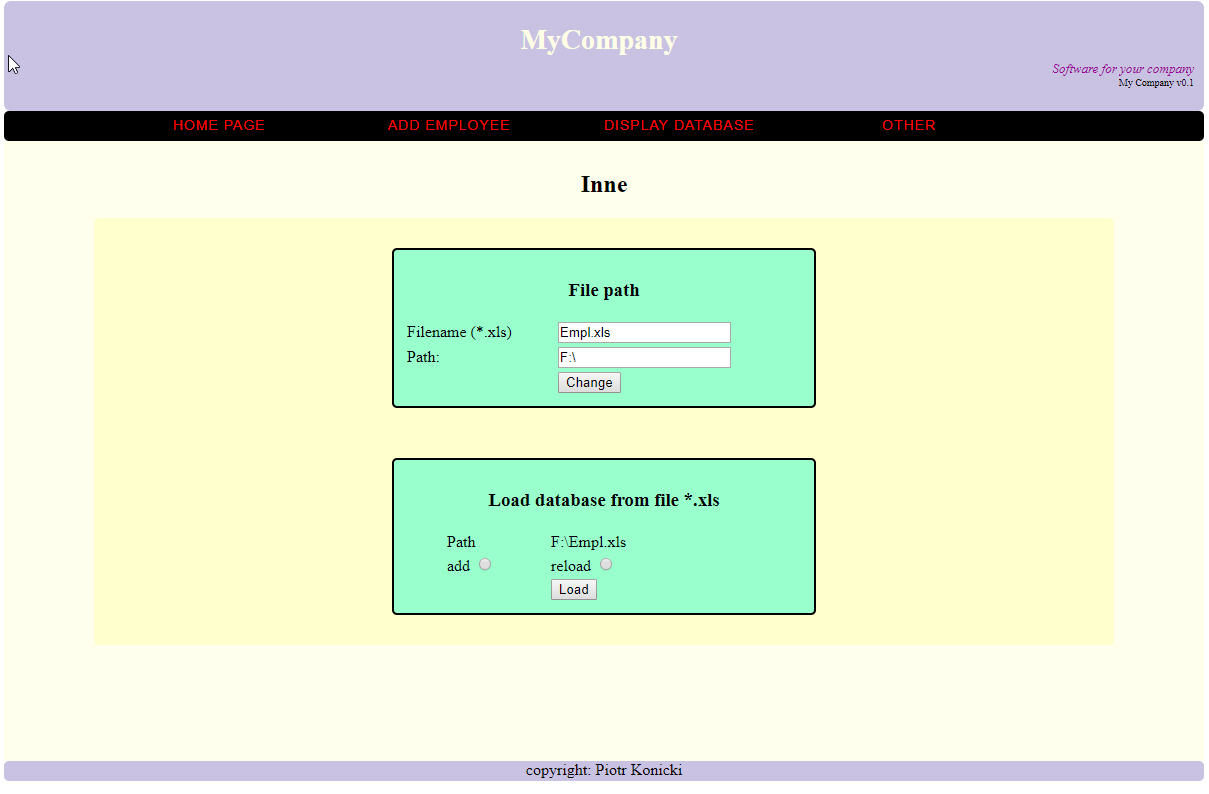 MyCompany
Software for your company
My Company v0.1
HOME PAGE ADD EMPLOYEE DISPLAY DATABASE OTHER
Inne
File path
Filename (*.xls) Empl.xls
Path: F:\
Change
Load database from file *.xls
Path F:\Empl.xls
add reload
Load
copyright: Piotr Konicki